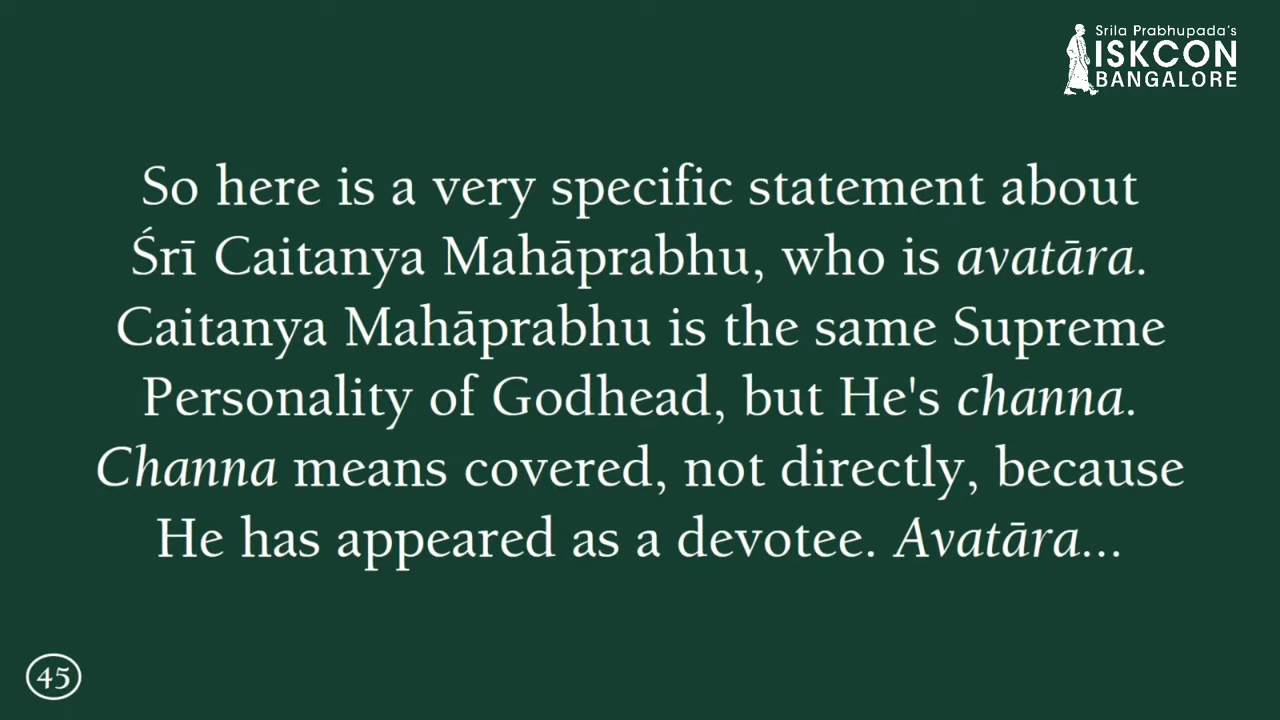 Srila Prabhupada's
ISKCON
BANGALORE
So here is a very specific statement about
Śrī Caitanya Mahāprabhu, who is avatāra.
Caitanya Mahāprabhu is the same Supreme
Personality of Godhead, but He's channa.
Channa means covered, not directly, because
He has appeared as a devotee. Avatāra...
45